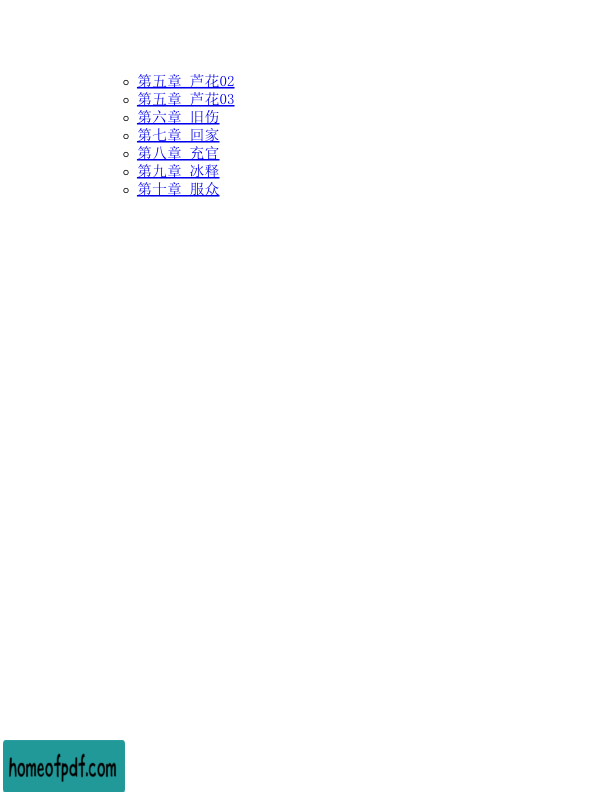 第五章 芦花02
第五章 芦花03
第六章 旧伤
第七章 回家
第八章 充官
第九章 冰释
第十章 服众
homeofpdf.com